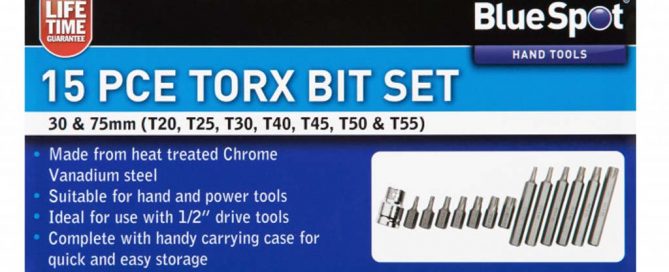 LIFE
TIME
GUARANTEE
BlueSpot®
HAND TOOLS
15 PCE TORX BIT SET
30 & 75mm (T20, T25, T30, T40, T45, T50 & T55)
• Made from heat treated Chrome
Vanadium steel
• Suitable for hand and power tools
• Ideal for use with 1/2” drive tools
• Complete with handy carrying case for
quick and easy storage